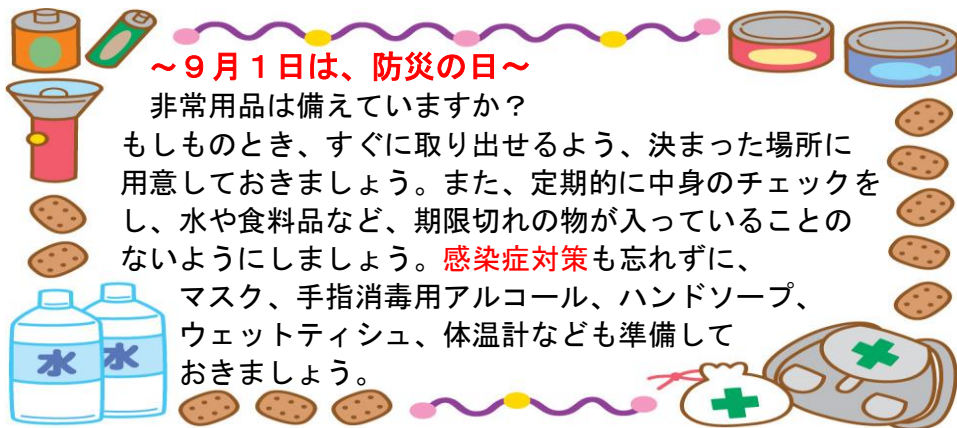 ～９月１日は、防災の日～
非常用品は備えていますか？
もしものとき、すぐに取り出せるよう、決まった場所に
用意しておきましょう。また、定期的に中身のチェックを
し、水や食料品など、期限切れの物が入っていることの
ないようにしましょう。感染症対策も忘れずに、
マスク、手指消毒用アルコール、ハンドソープ、
ウェットティシュ、体温計なども準備して
おきましょう。
水
水